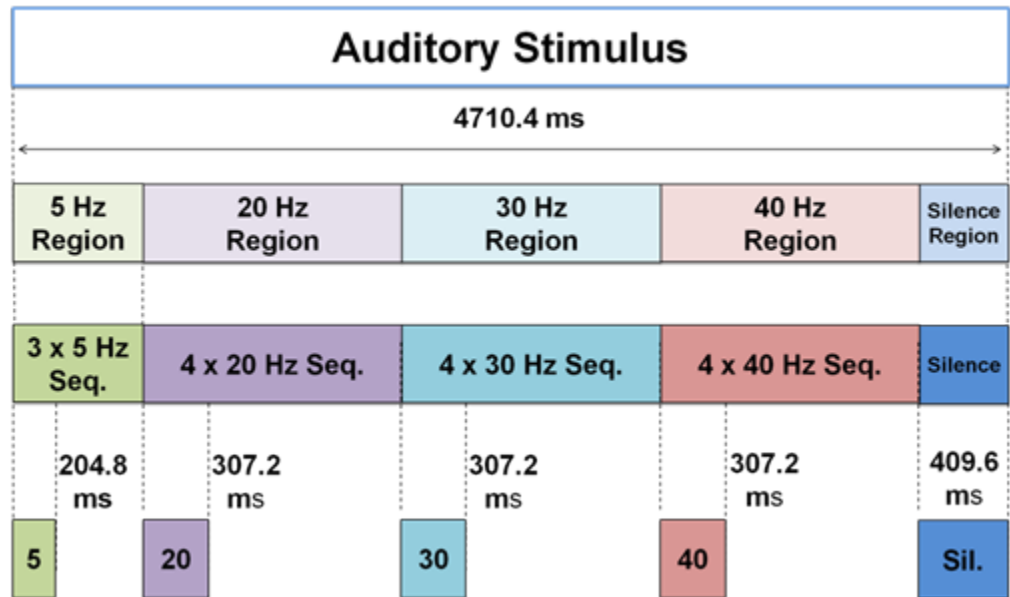 Auditory Stimulus
4710.4 ms
5 Hz
Region
20 Hz
Region
30 Hz
Region
40 Hz
Region
Silence
Region
3 x 5 Hz
Seq.
4 x 20 Hz Seq.
4 x 30 Hz Seq.
4 x 40 Hz Seq.
Silence
204.8
ms
307.2
ms
307.2
ms
307.2
ms
409.6
ms
5
20
30
40
Sil.